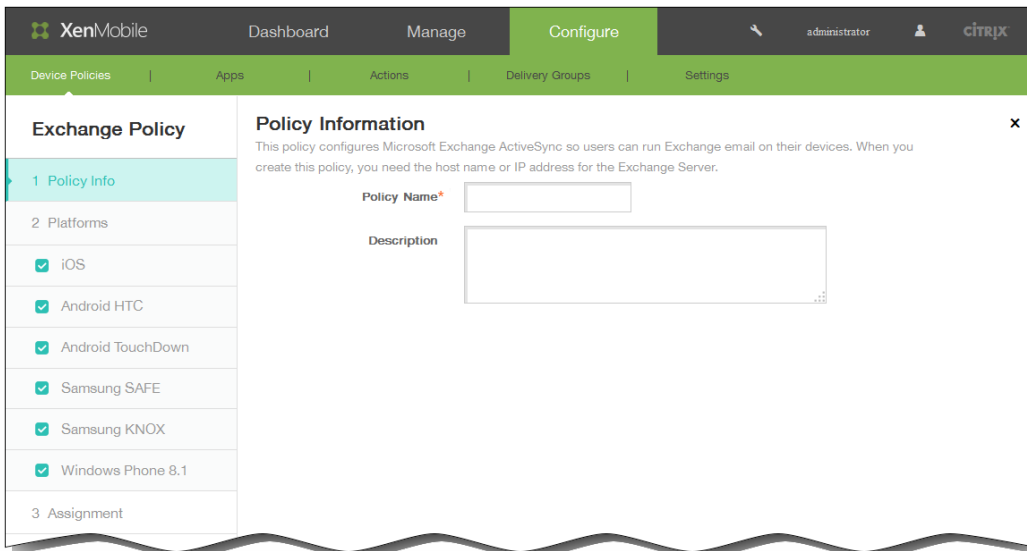 XenMobile Dashboard Manage Configure administrator CİTRIX
Device Policies | Apps | Actions | Delivery Groups | Settings
Exchange Policy
1 Policy Info
2 Platforms
iOS
Android HTC
Android TouchDown
Samsung SAFE
Samsung KNOX
Windows Phone 8.1
3 Assignment
Policy Information x
This policy configures Microsoft Exchange ActiveSync so users can run Exchange email on their devices. When you
create this policy, you need the host name or IP address for the Exchange Server.
Policy Name*
Description